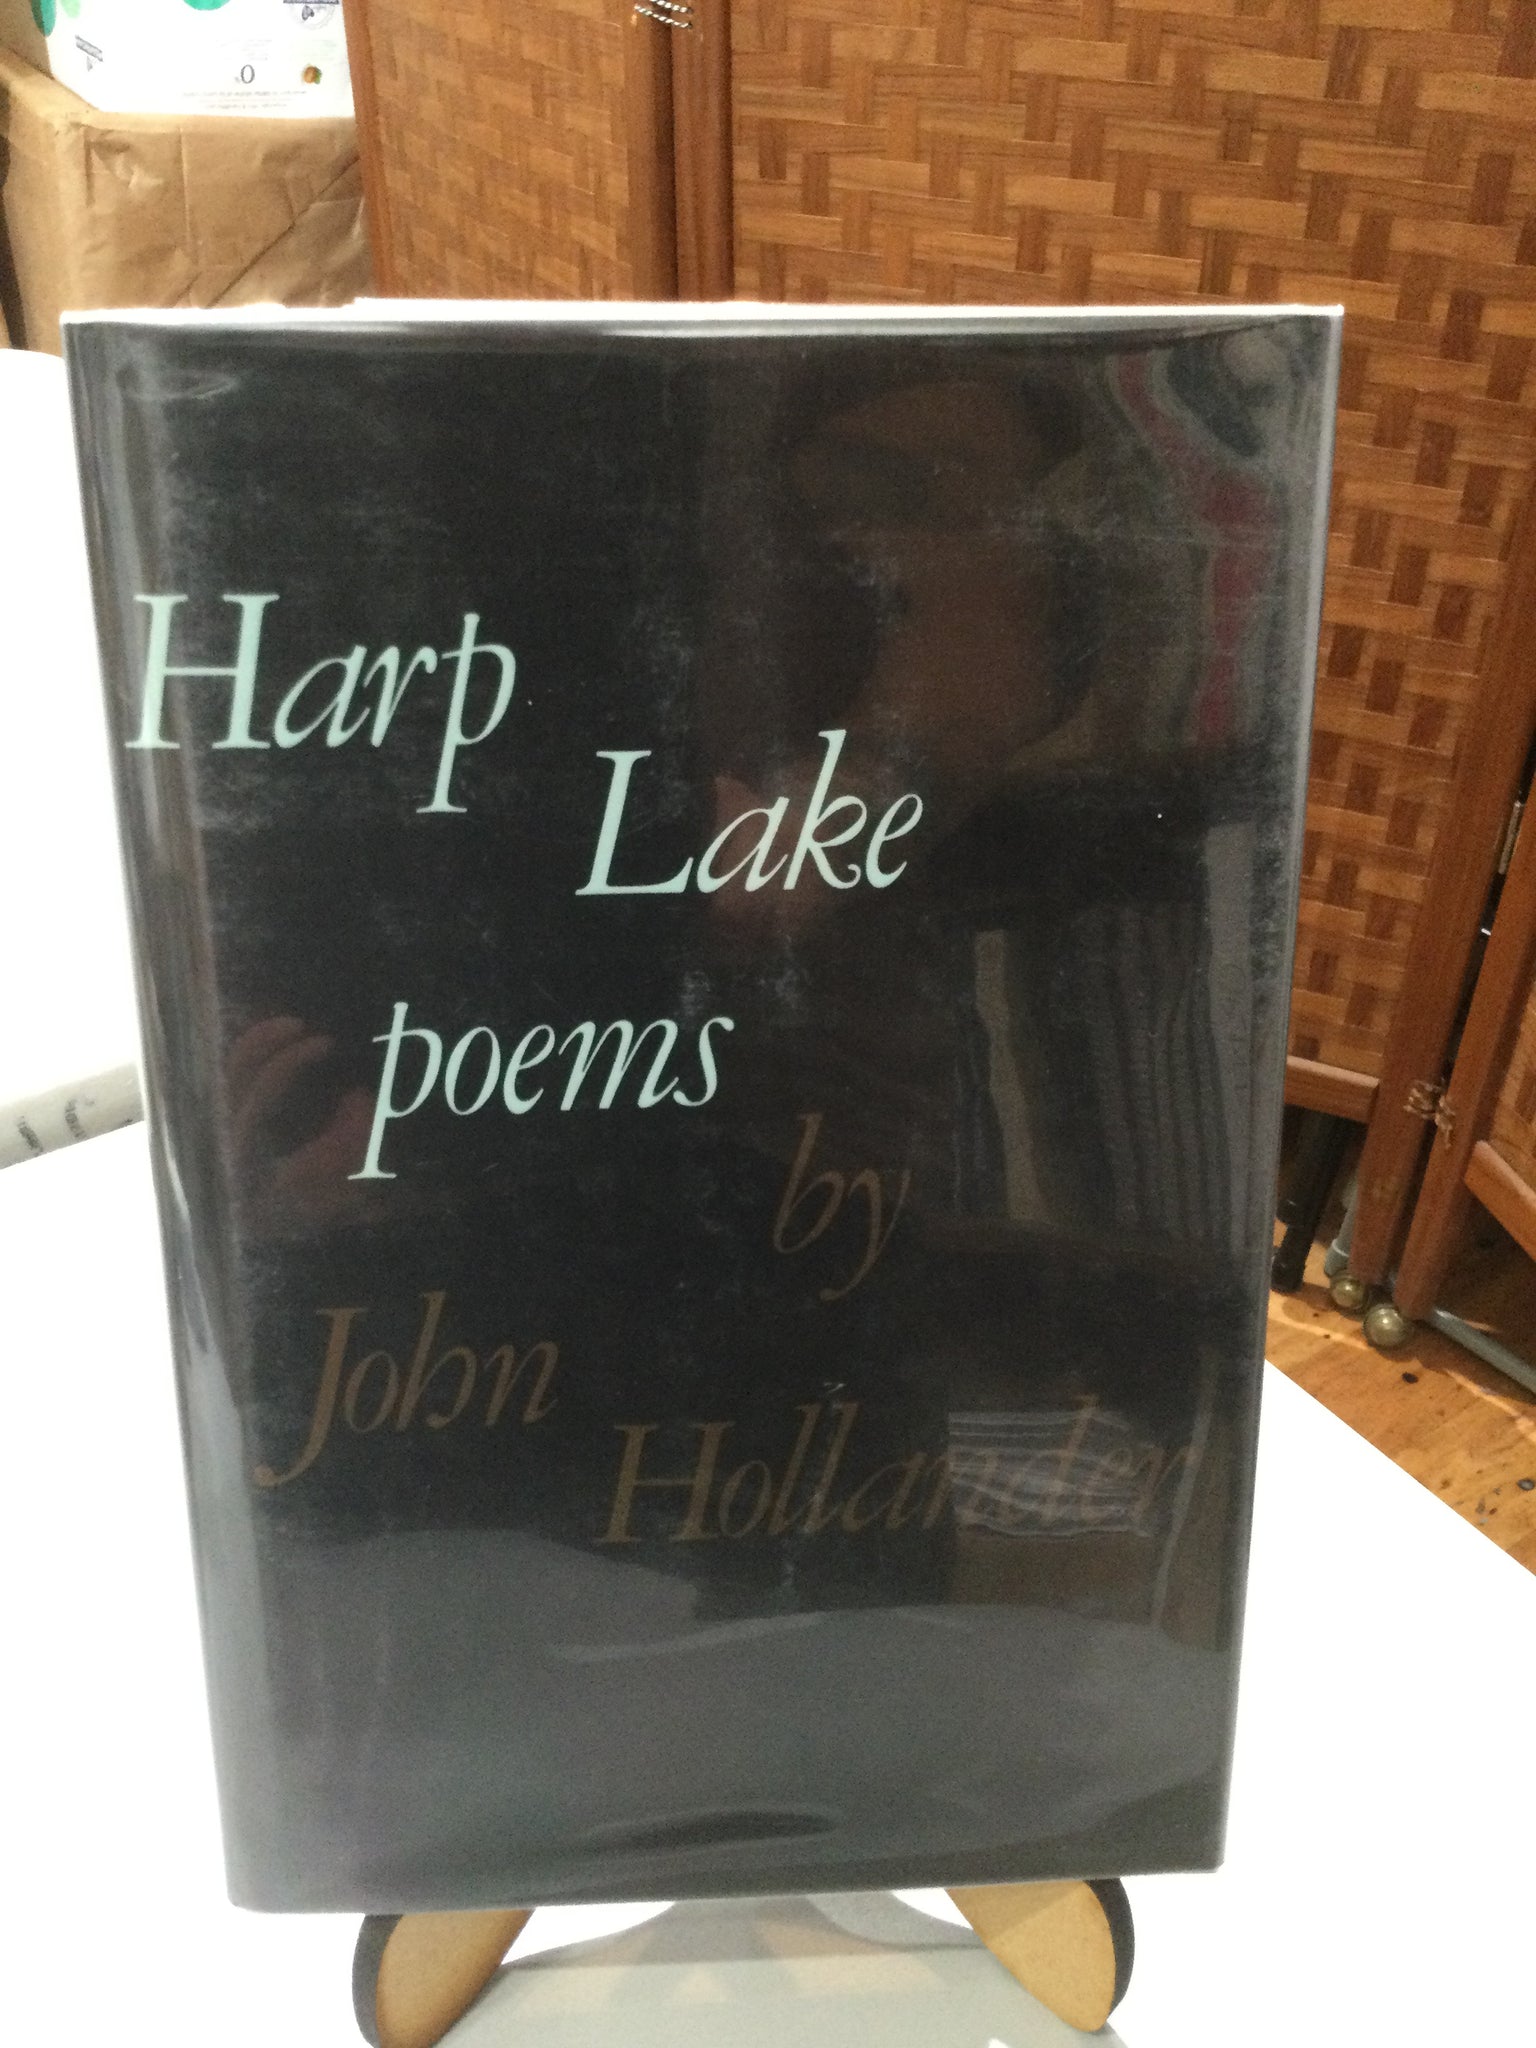 Harp
Lake
poems
by
John
Hollander